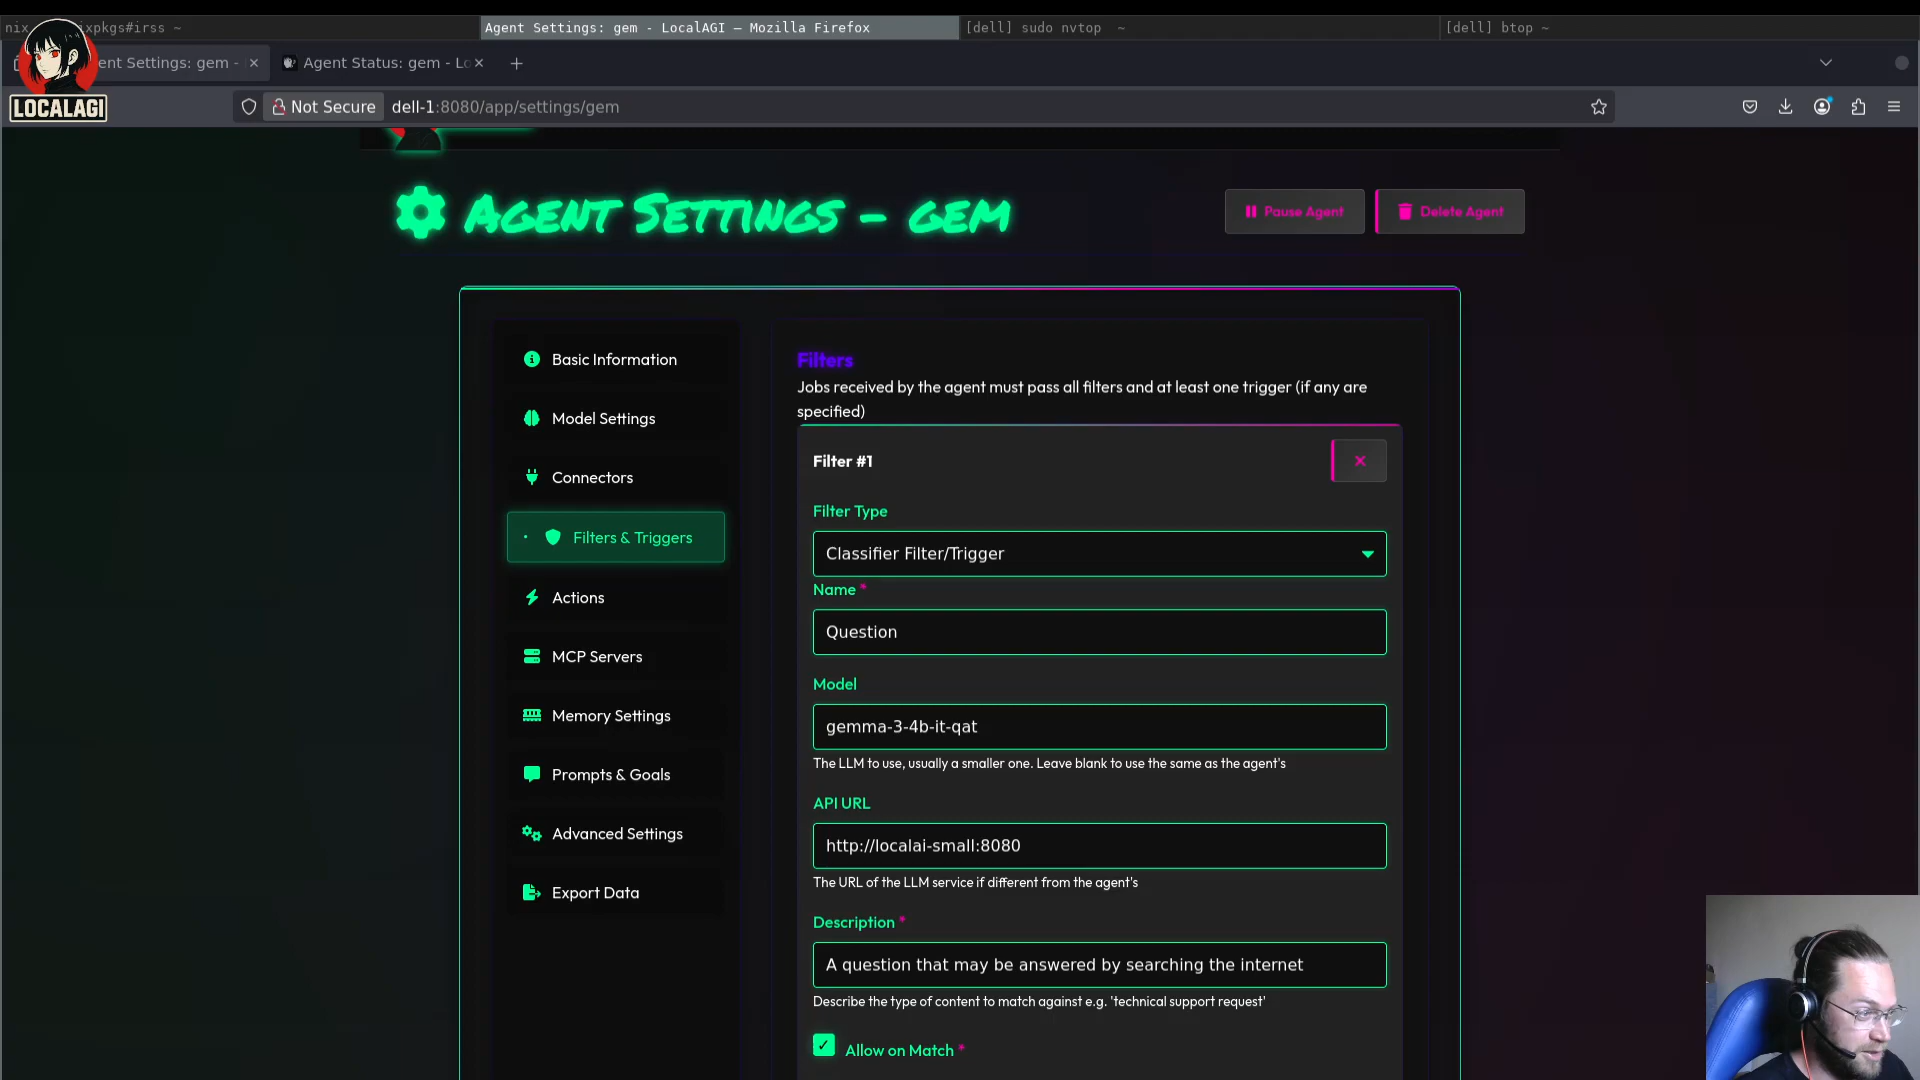 nix
xpkgs#irss ~
Agent Settings: gem - LocalAGI — Mozilla Firefox
[dell] sudo nvtop ~
[dell] btop ~
ent Settings: gem -
Agent Status: gem - Lo
LOCALAGI
Not Secure
dell-1:8080/app/settings/gem
Agent Settings - gem
Pause Agent
Delete Agent
Basic Information
Model Settings
Connectors
Filters & Triggers
Actions
MCP Servers
Memory Settings
Prompts & Goals
Advanced Settings
Export Data
Filters
Jobs received by the agent must pass all filters and at least one trigger (if any are
specified)
Filter #1
Filter Type
Classifier Filter/Trigger
Name *
Question
Model
gemma-3-4b-it-qat
The LLM to use, usually a smaller one. Leave blank to use the same as the agent's
API URL
http://localai-small:8080
The URL of the LLM service if different from the agent's
Description *
A question that may be answered by searching the internet
Describe the type of content to match against e.g. 'technical support request'
Allow on Match *